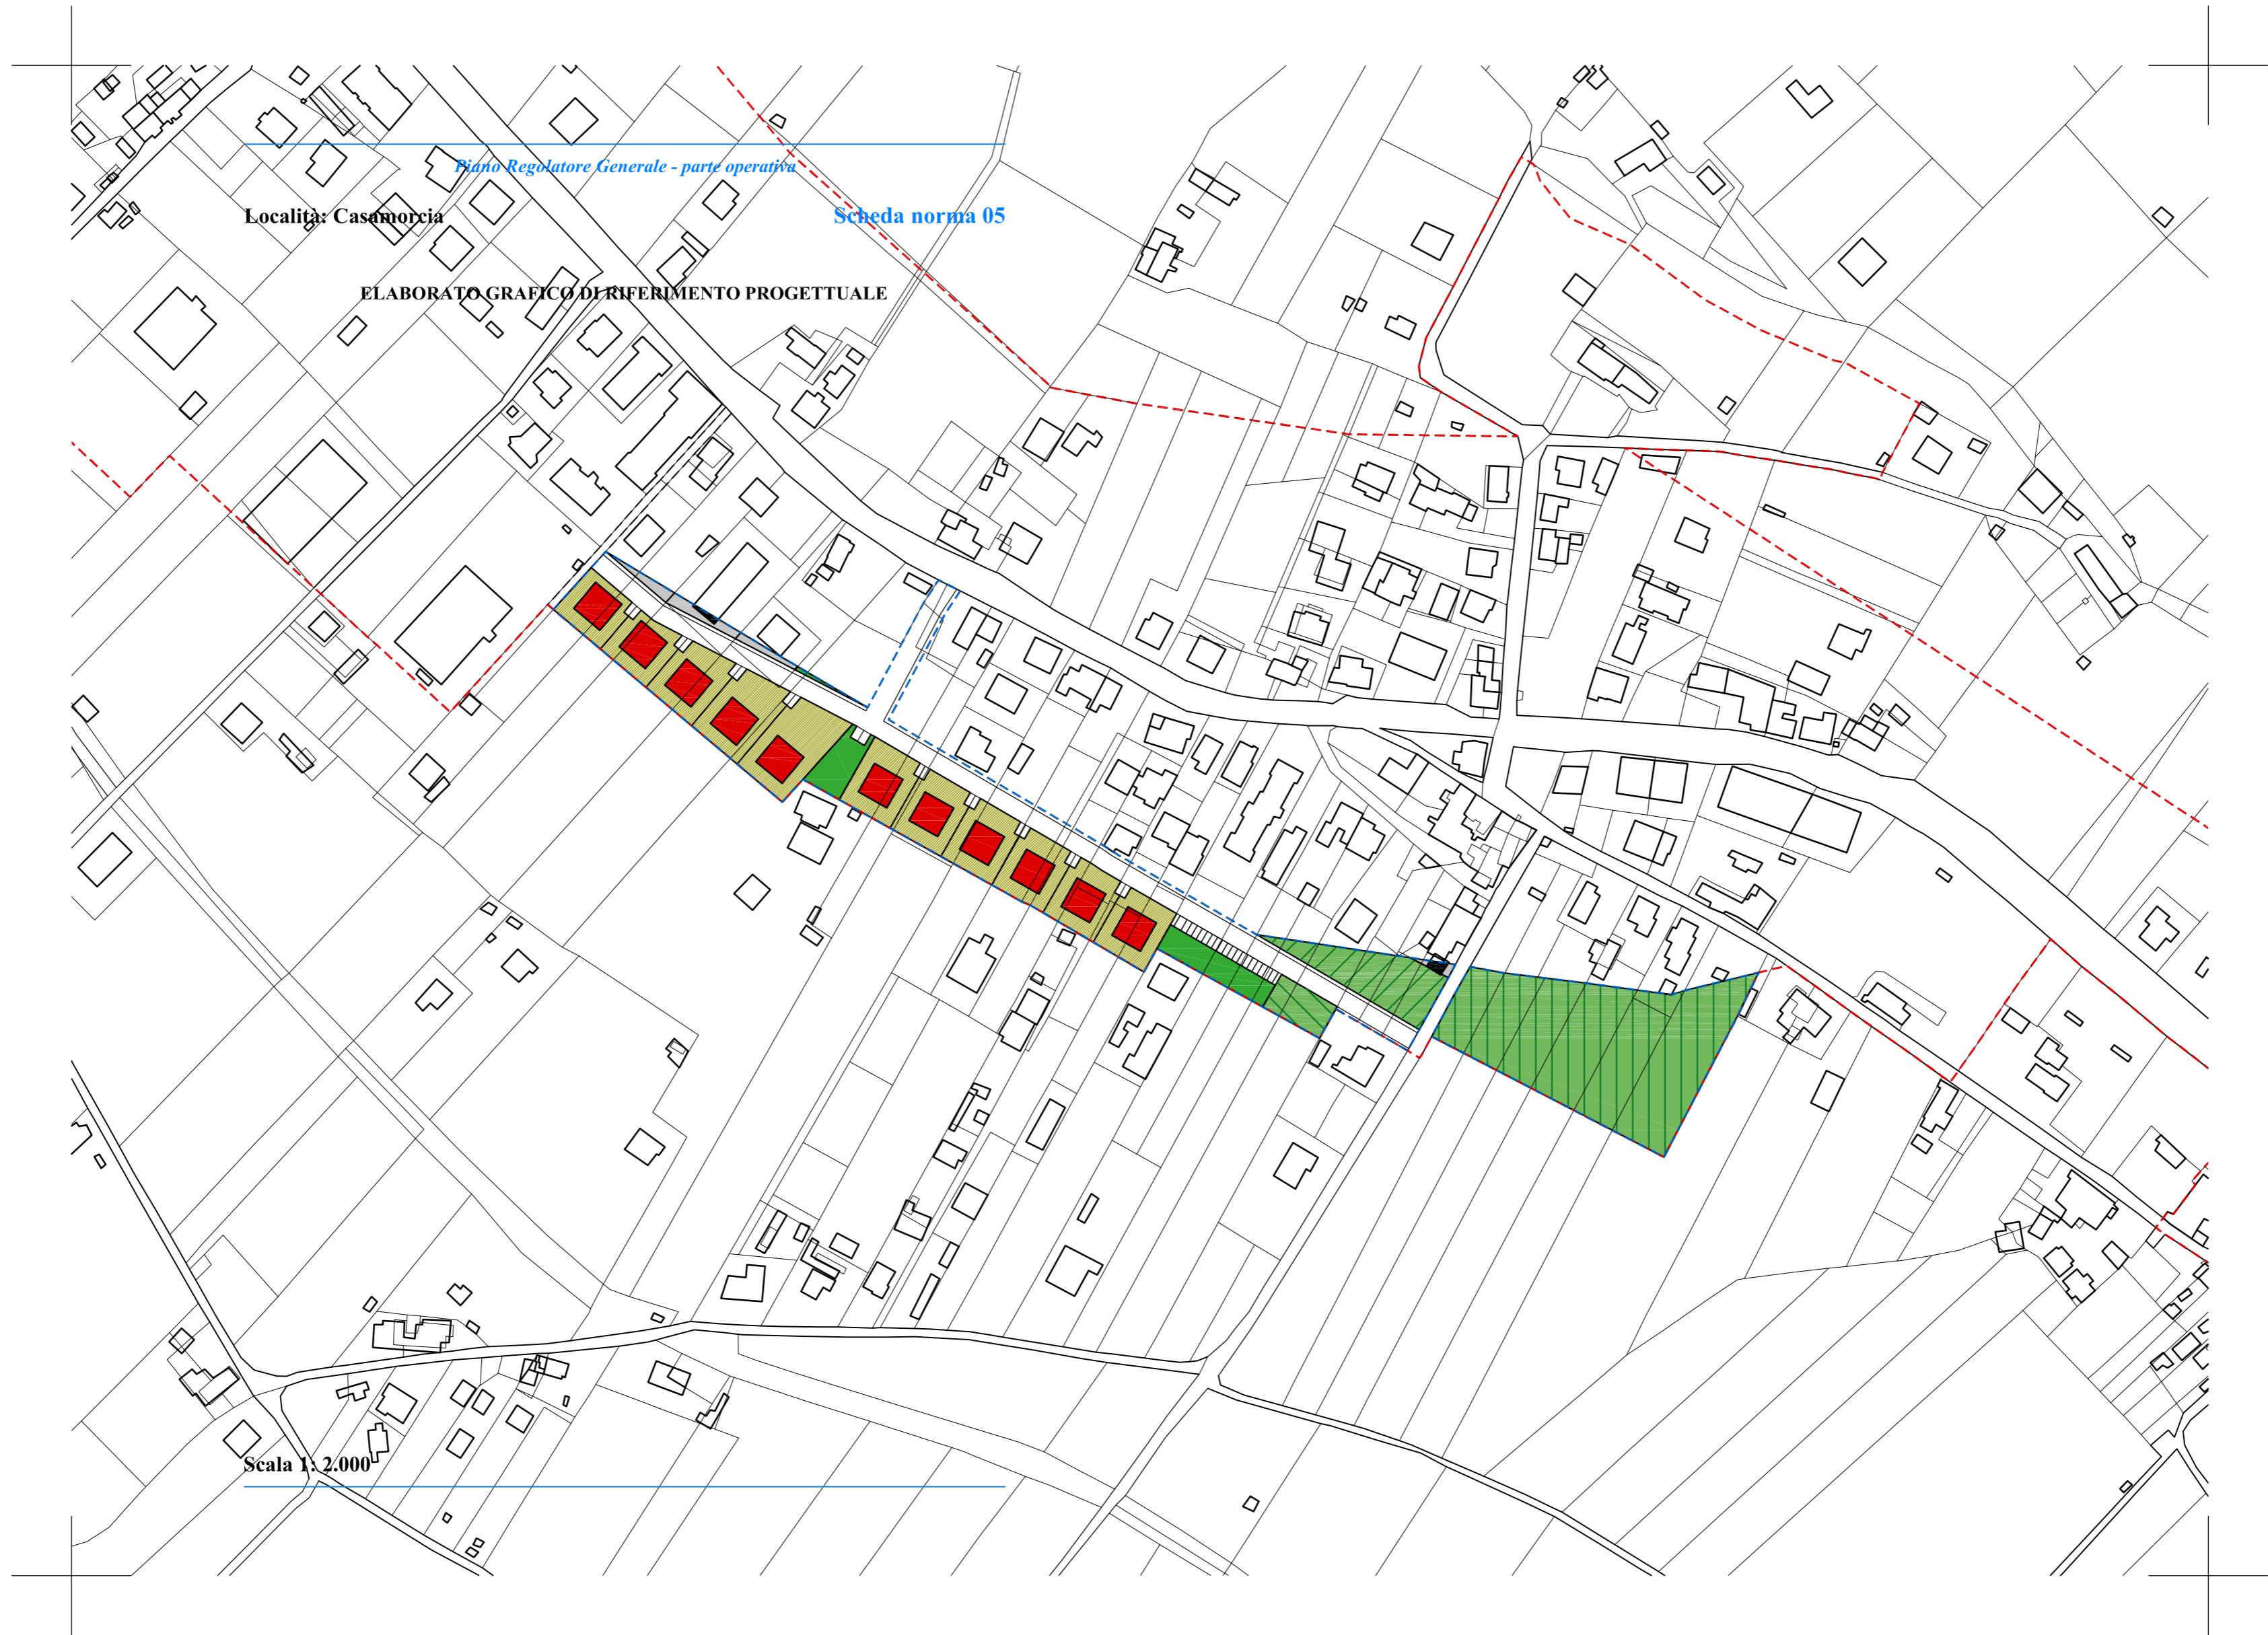 Piano Regolatore Generale - parte operativa
Località: Casamorcia Scheda norma 05
ELABORATO GRAFICO DI RIFERIMENTO PROGETTUALE
Scala 1: 2.000